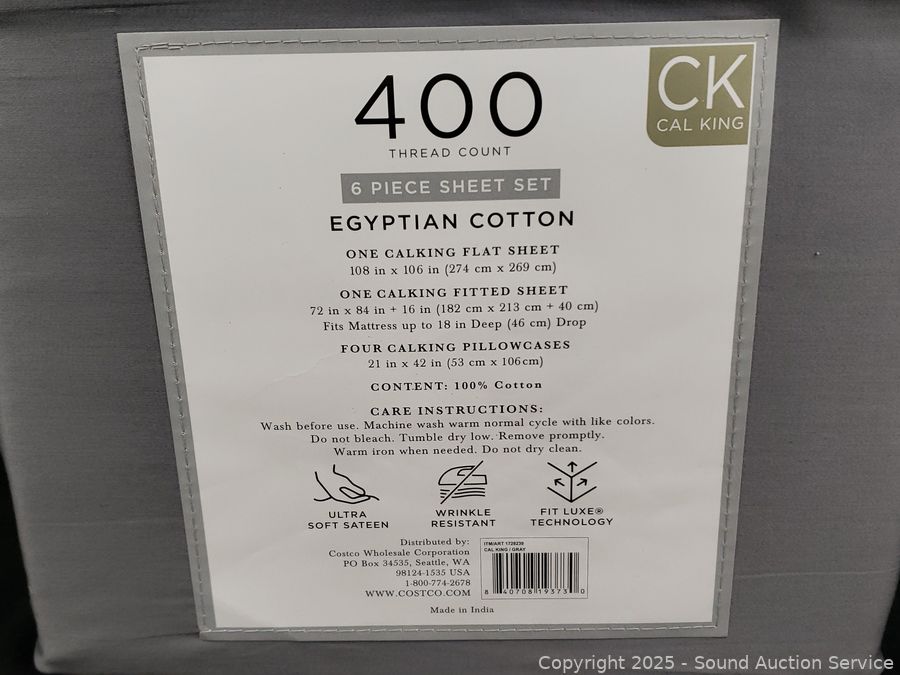 400
THREAD COUNT
CK
CAL KING
6 PIECE SHEET SET
EGYPTIAN COTTON
ONE CALKING FLAT SHEET
108 in x 106 in (274 cm x 269 cm)
ONE CALKING FITTED SHEET
72 in x 84 in + 16 in (182 cm x 213 cm + 40 cm)
Fits Mattress up to 18 in Deep (46 cm) Drop
FOUR CALKING PILLOWCASES
21 in x 42 in (53 cm x 106cm)
CONTENT: 100% Cotton
CARE INSTRUCTIONS:
Wash before use. Machine wash warm normal cycle with like colors.
Do not bleach. Tumble dry low. Remove promptly.
Warm iron when needed. Do not dry clean.
ULTRA
SOFT SATEEN
WRINKLE
RESISTANT
FIT LUXE®
TECHNOLOGY
Distributed by:
Costco Wholesale Corporation
PO Box 34535, Seattle, WA
98124-1535 USA
1-800-774-2678
WWW.COSTCO.COM
ITM/ART 1728239
CAL KING / GRAY
8 40708 19373 0
Made in India
Copyright 2025 - Sound Auction Service